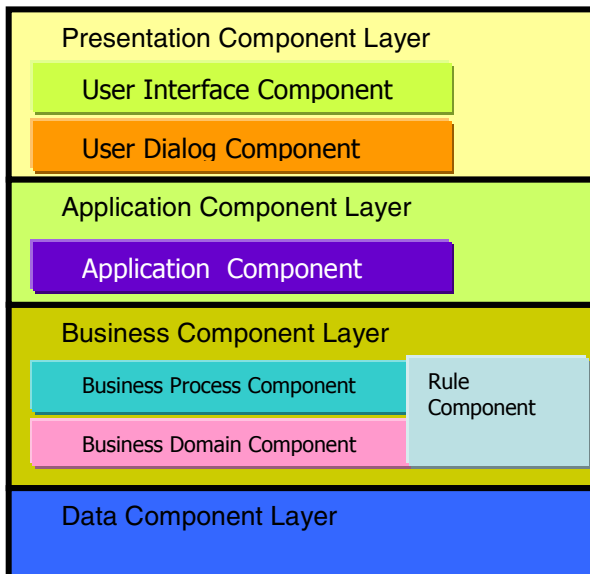 Presentation Component Layer
User Interface Component
User Dialog Component
Application Component Layer
Application Component
Business Component Layer
Business Process Component
Rule
Component
Business Domain Component
Data Component Layer